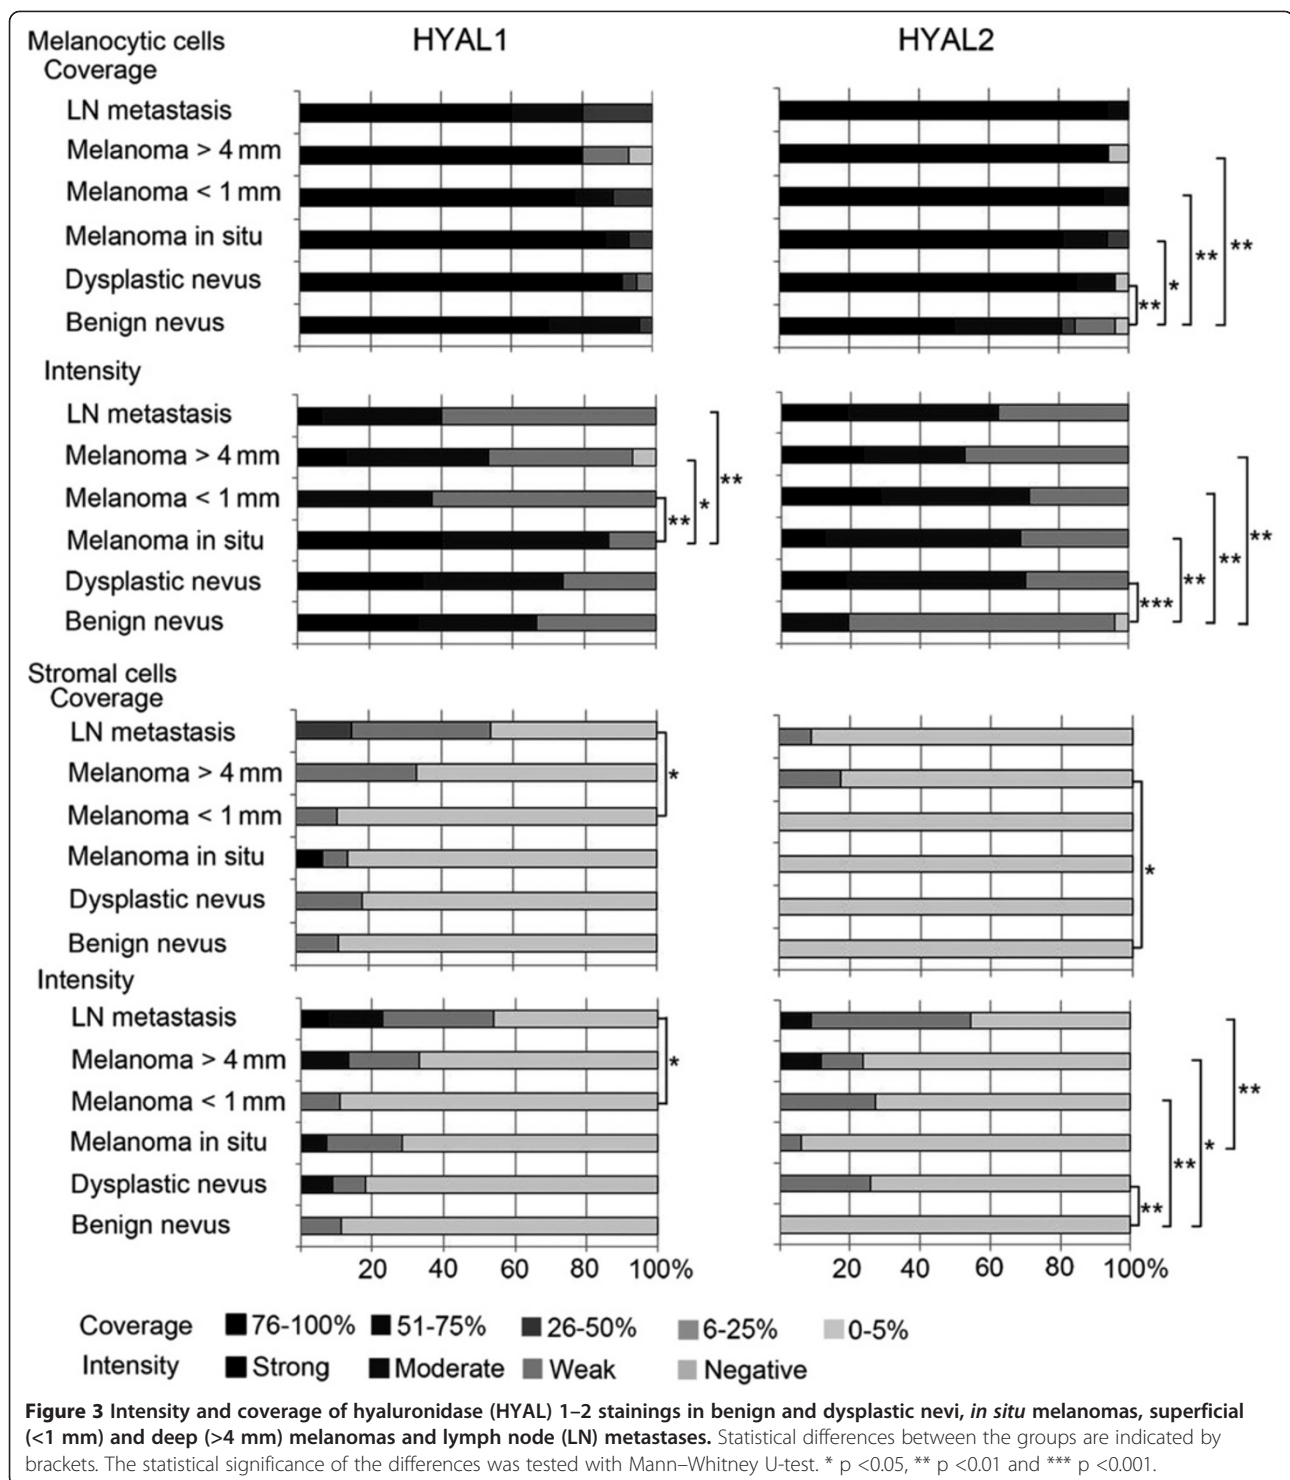 Melanocytic cells HYAL1 HYAL2
Coverage
LN metastasis
Melanoma > 4 mm
Melanoma < 1 mm
Melanoma in situ
Dysplastic nevus
Benign nevus
** * ** **
Intensity
LN metastasis
Melanoma > 4 mm
Melanoma < 1 mm
Melanoma in situ
Dysplastic nevus
Benign nevus
** * **
*** ** ** **
Stromal cells
Coverage
LN metastasis
Melanoma > 4 mm
Melanoma < 1 mm
Melanoma in situ
Dysplastic nevus
Benign nevus
*
*
Intensity
LN metastasis
Melanoma > 4 mm
Melanoma < 1 mm
Melanoma in situ
Dysplastic nevus
Benign nevus
*
** ** * **
20 40 60 80 100% 20 40 60 80 100%
Coverage 76-100% 51-75% 26-50% 6-25% 0-5%
Intensity Strong Moderate Weak Negative
Figure 3 Intensity and coverage of hyaluronidase (HYAL) 1–2 stainings in benign and dysplastic nevi, in situ melanomas, superficial
(<1 mm) and deep (>4 mm) melanomas and lymph node (LN) metastases. Statistical differences between the groups are indicated by
brackets. The statistical significance of the differences was tested with Mann–Whitney U-test. * p <0.05, ** p <0.01 and *** p <0.001.